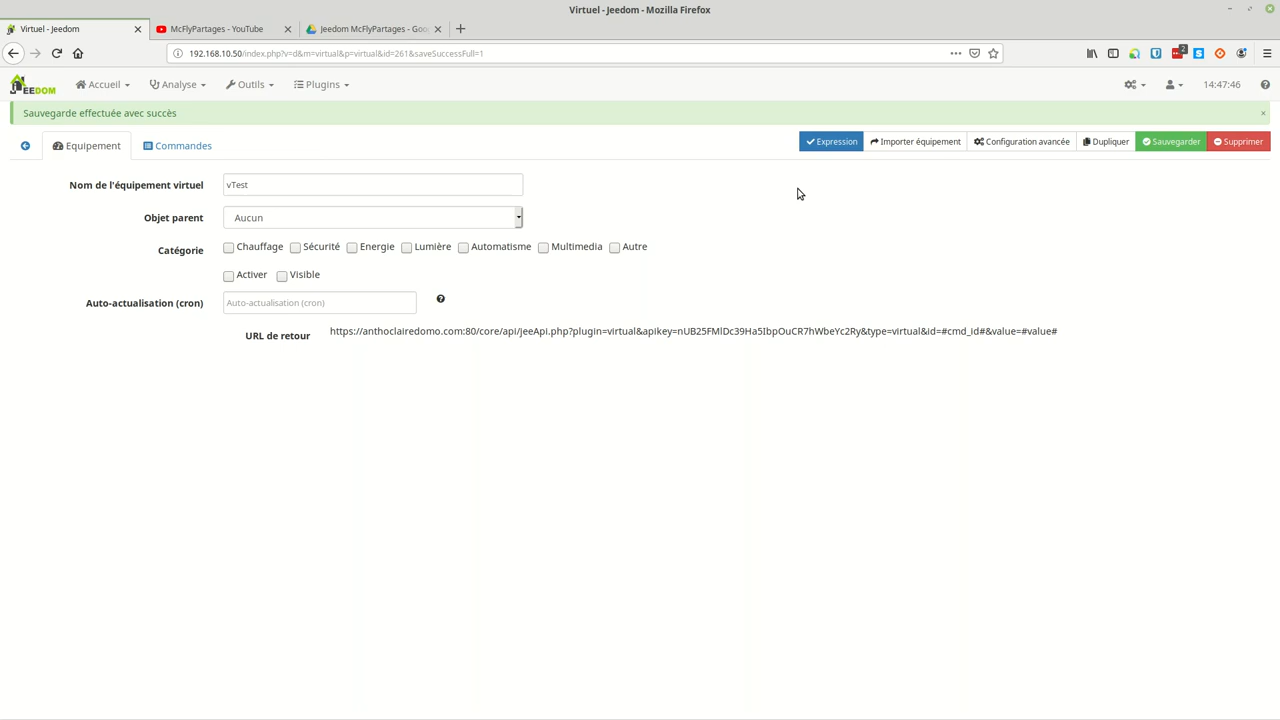 Virtuel - Jeedom - Mozilla Firefox
Virtuel - Jeedom
McFlyPartages - YouTube
Jeedom McFlyPartages - Goo
192.168.10.50/index.php?v=d&m=virtual&p=virtual&id=261&saveSuccessFull=1
2
JEEDOM
Accueil
Analyse
Outils
Plugins
14:47:46
Sauvegarde effectuée avec succès
×
Equipement
Commandes
Expression
Importer équipement
Configuration avancée
Dupliquer
Sauvegarder
Supprimer
Nom de l'équipement virtuel
vTest
Objet parent
Aucun
Catégorie
Chauffage
Sécurité
Energie
Lumière
Automatisme
Multimedia
Autre
Activer
Visible
Auto-actualisation (cron)
Auto-actualisation (cron)
URL de retour
https://anthoclairedomo.com:80/core/api/jeeApi.php?plugin=virtual&apikey=nUB25FMlDc39Ha5IbpOuCR7hWbeYc2Ry&type=virtual&id=#cmd_id#&value=#value#